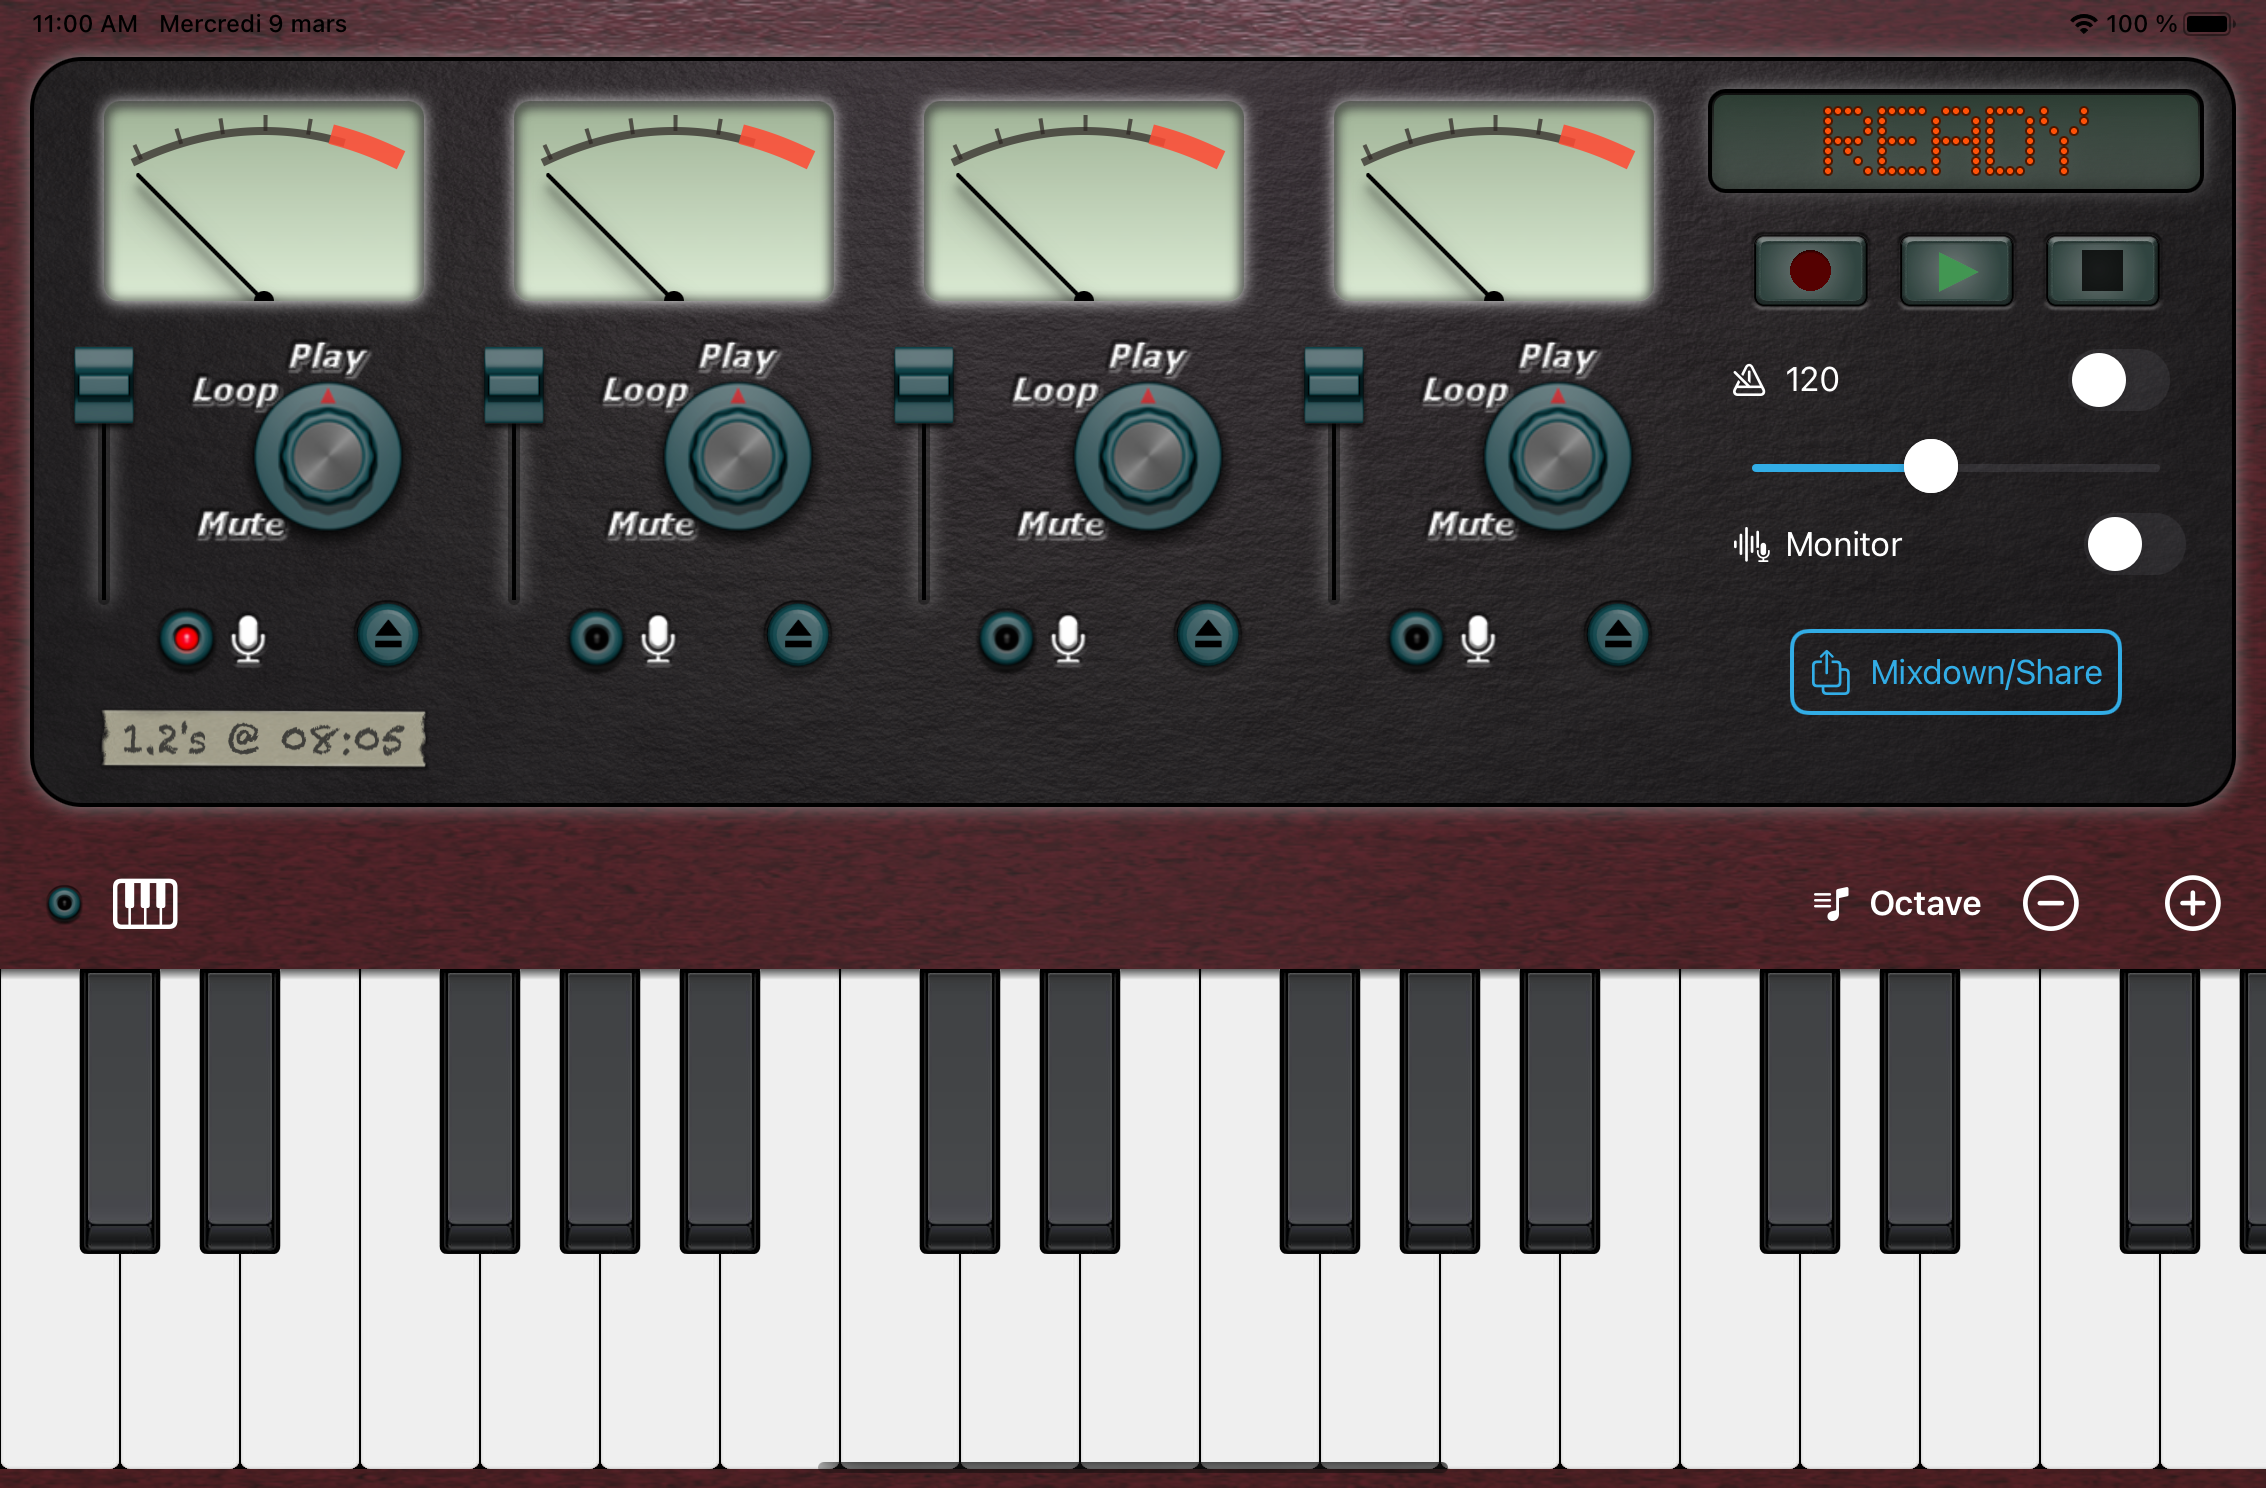 11:00 AM Mercredi 9 mars
100 %
READY
Play
Loop
Mute
Play
Loop
Mute
Play
Loop
Mute
Play
Loop
Mute
120
Monitor
Mixdown/Share
1.2's @ 08:05
Octave